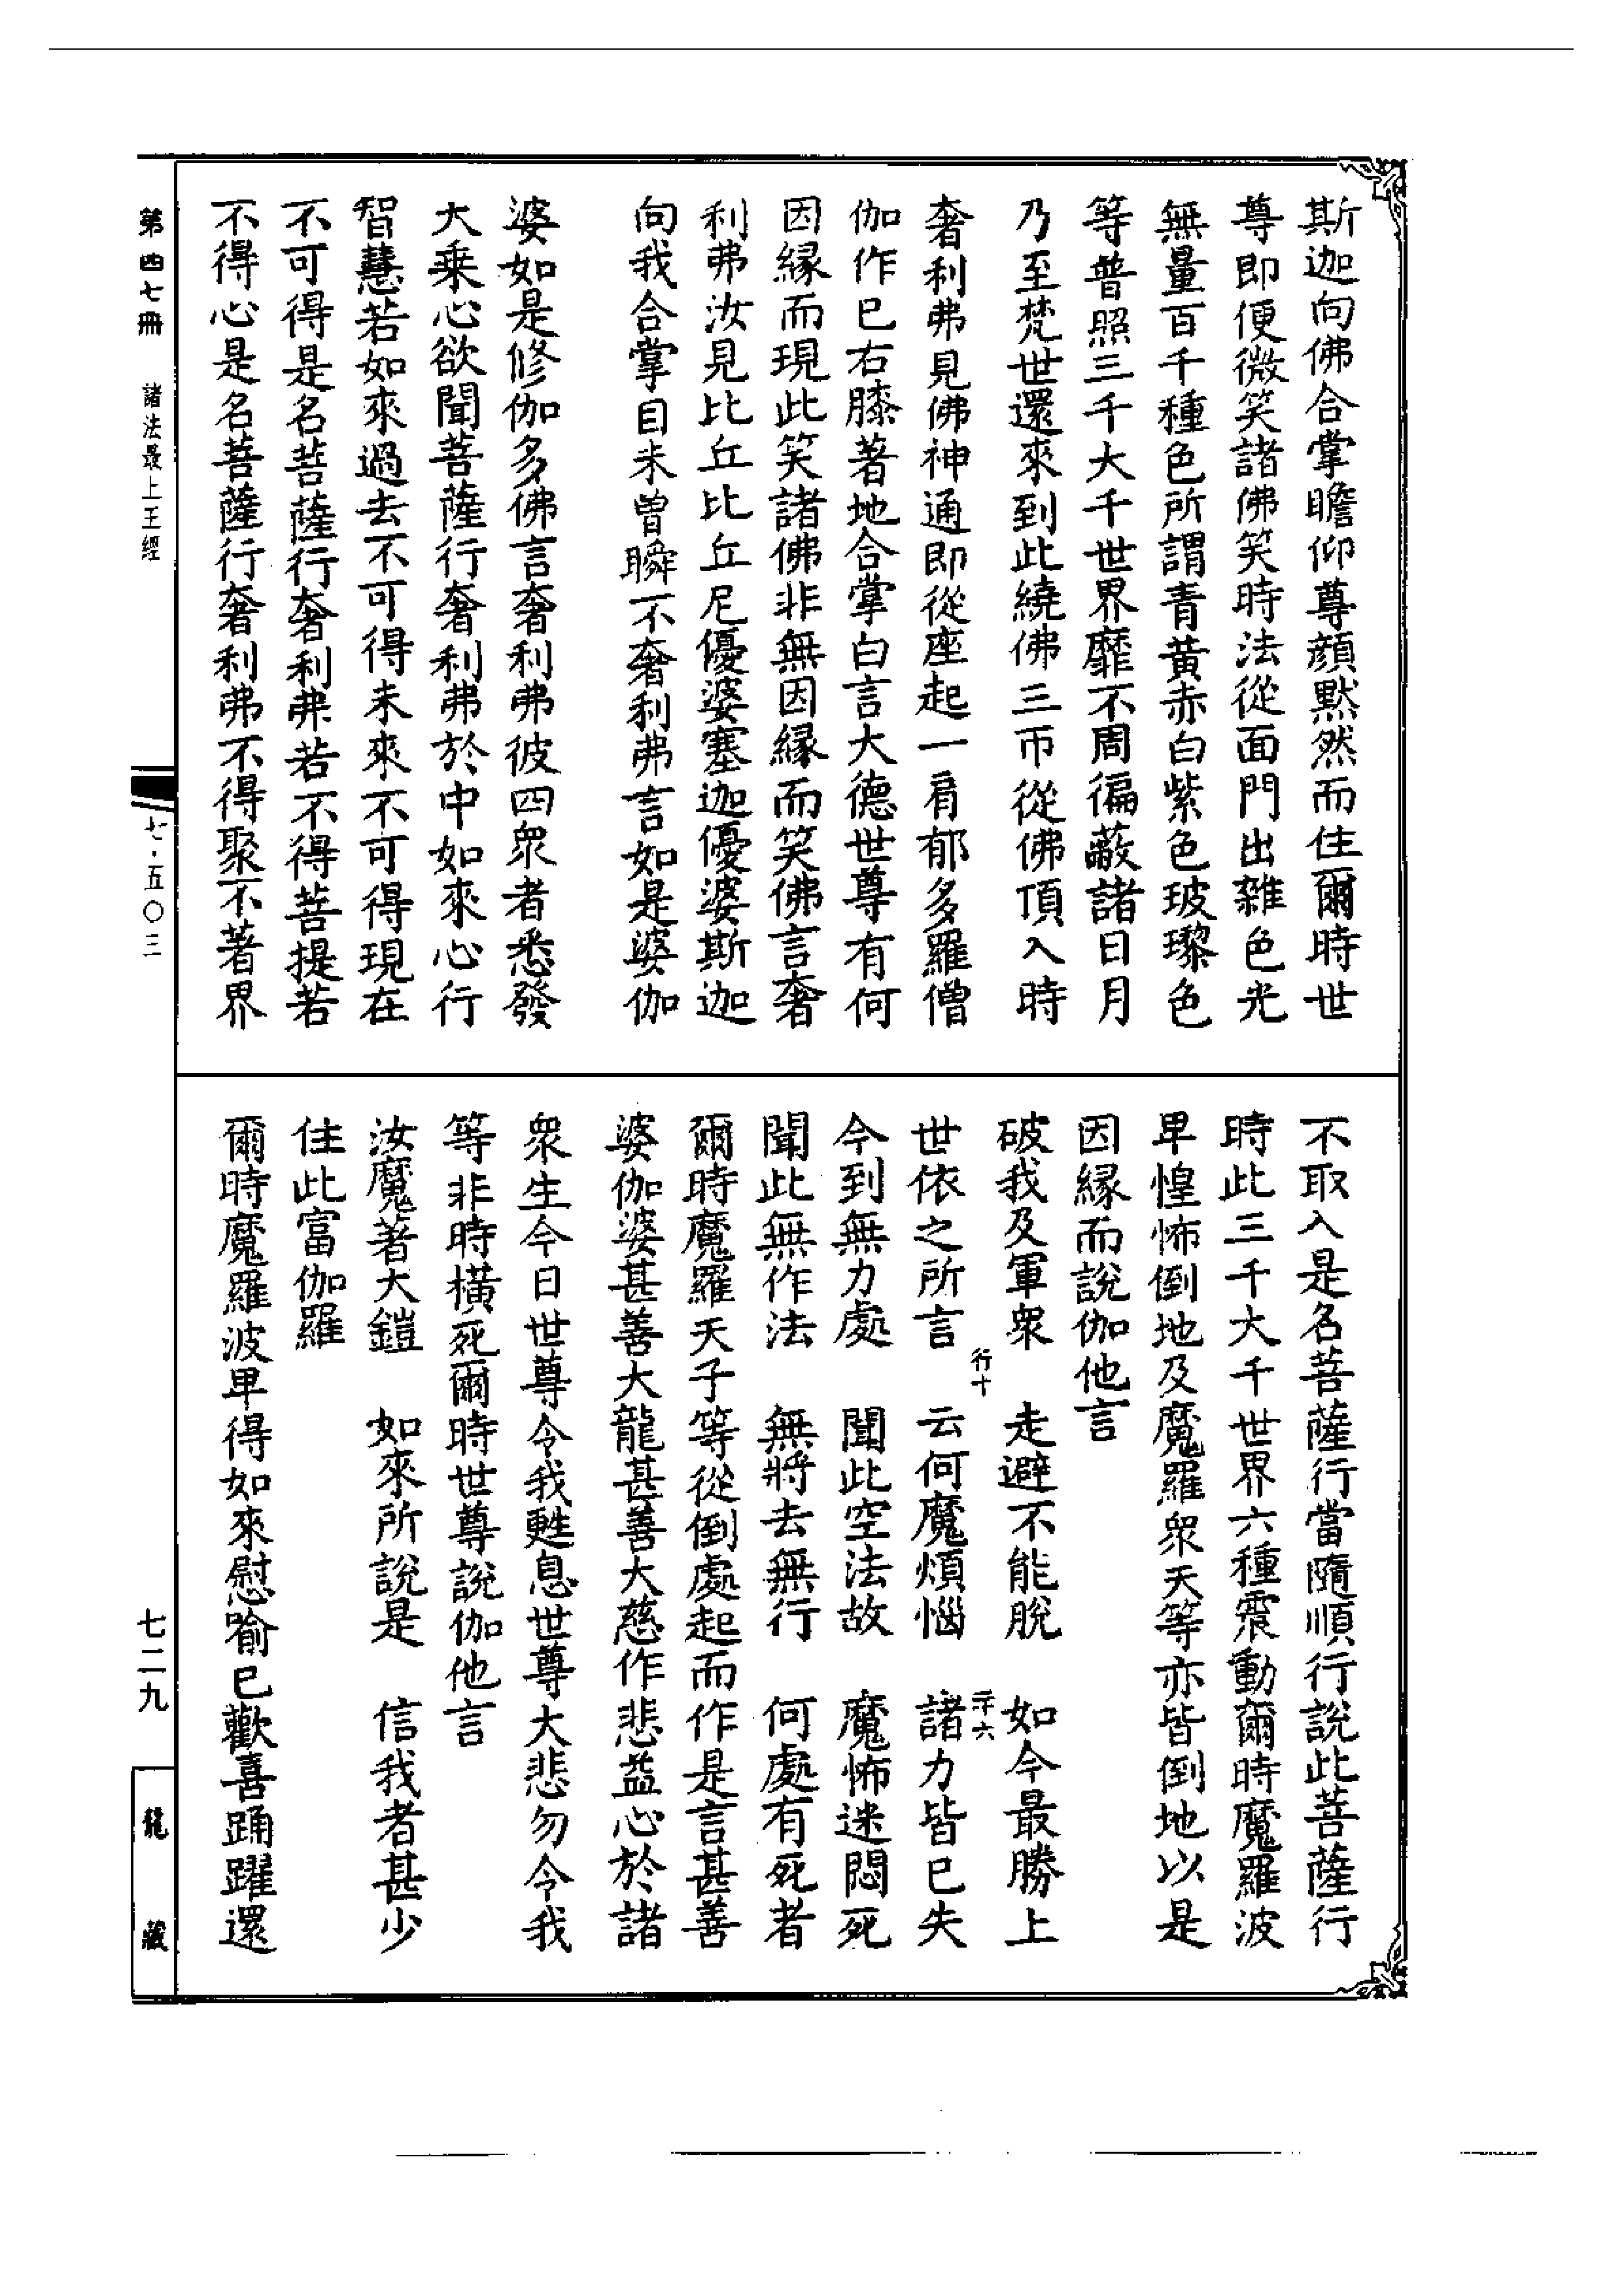 斯迦向佛合掌瞻仰尊顔默然而住爾時世
尊即便微笑諸佛笑時法從面門出雜色光
無量百千種色所謂青黃赤白紫色玻瓈色
等普照三千大千世界靡不周徧蔽諸日月
乃至梵世還來到此繞佛三帀從佛頂入時
奢利弗見佛神通即從座起一肩郁多羅僧
伽作已右膝著地合掌白言大德世尊有何
因緣而現此笑諸佛非無因緣而笑佛言奢
利弗汝見比丘比丘尼優婆塞迦優婆斯迦
向我合掌目未曾瞬不奢利弗言如是婆伽
婆如是修伽多佛言奢利弗彼四眾者悉發
大乘心欲聞菩薩行奢利弗於中如來心行
智慧若如來過去不可得未來不可得現在
不可得是名菩薩行奢利弗若不得菩提若
不得心是名菩薩行奢利弗不得聚不著界
不取入是名菩薩行當隨順行說此菩薩行
時此三千大千世界六種震動爾時魔羅波
卑惶怖倒地及魔羅眾天等亦皆倒地以是
因緣而說伽他言
破我及軍眾　走避不能脫　如今最勝上
行十　二十六
世依之所言　云何魔煩惱　諸力皆已失
今到無力處　聞此空法故　魔怖迷悶死
聞此無作法　無將去無行　何處有死者
爾時魔羅天子等從倒處起而作是言甚善
婆伽婆甚善大龍甚善大慈作悲益心於諸
眾生今日世尊令我甦息世尊大悲勿令我
等非時橫死爾時世尊說伽他言
汝魔著大鎧　如來所說是　信我者甚少
住此富伽羅
爾時魔羅波卑得如來慰喻已歡喜踊躍還
第四七冊　諸法最上王經
七·五〇三
七二九
龍藏